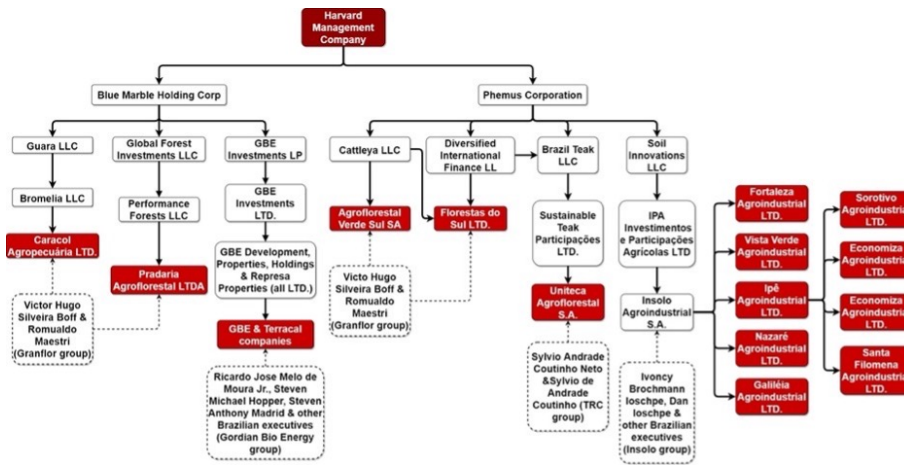 Harvard
Management
Company
Blue Marble Holding Corp
Phemus Corporation
Guara LLC
Global Forest
Investments LLC
GBE
Investments LP
Cattleya LLC
Diversified
International
Finance LL
Brazil Teak
LLC
Soil
Innovations
LLC
Bromelia LLC
Performance
Forests LLC
GBE
Investments
LTD.
Agroflorestal
Verde Sul SA
Florestas do
Sul LTD.
Sustainable
Teak
Participações
LTD.
IPA
Investimentos
e Participações
Agrícolas LTD
Fortaleza
Agroindustrial
LTD.
Sorotivo
Agroindustrial
LTD.
Caracol
Agropecuária LTD.
Pradaria
Agroflorestal LTDA
GBE Development,
Properties, Holdings
& Represa
Properties (all LTD.)
Vista Verde
Agroindustrial
LTD.
Economiza
Agroindustrial
LTD.
Victor Hugo
Silveira Boff &
Romualdo
Maestri
(Granflor group)
Victo Hugo
Silveira Boff &
Romualdo
Maestri
(Granflor group)
Uniteca
Agroflorestal
S.A.
Insolo
Agroindustrial
S.A.
Ipê
Agroindustrial
LTD.
Economiza
Agroindustrial
LTD.
GBE & Terracal
companies
Nazaré
Agroindustrial
LTD.
Santa
Filomena
Agroindustrial
LTD.
Ricardo Jose Melo de
Moura Jr., Steven
Michael Hopper, Steven
Anthony Madrid & other
Brazilian executives
(Gordian Bio Energy
group)
Sylvio Andrade
Coutinho Neto
&Sylvio de
Andrade
Coutinho (TRC
group)
Ivoncy
Brochmann
Ioschpe, Dan
Ioschpe &
other Brazilian
executives
(Insolo group)
Galiléia
Agroindustrial
LTD.